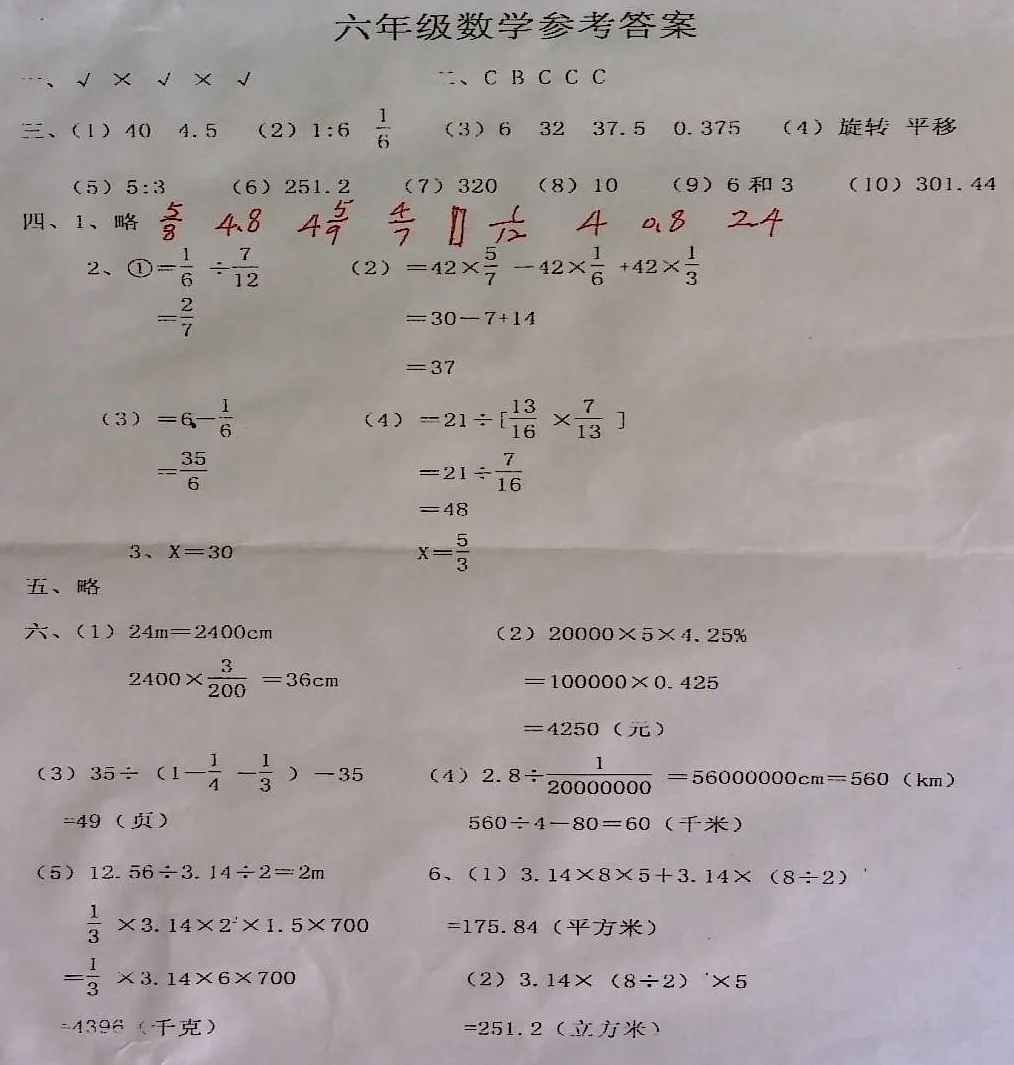 六年级数学参考答案
一、√ × √ × √ 二、C B C C C
三、(1) 40 4.5 (2) 1:6 1/6 (3) 6 32 37.5 0.375 (4) 旋转 平移
(5) 5:3 (6) 251.2 (7) 320 (8) 10 (9) 6 和 3 (10) 301.44
四、1、略 5/8 4.8 4 5/9 4/7 1/12 4 0.8 24
2、①=1/6 ÷7/12 (2) =42×5/7 -42×1/6 +42×1/3
=2/7 =30-7+14
=37
(3) =6-1/6 (4) =21÷[13/16 ×7/13 ]
=35/6 =21÷7/16
=48
3、X=30 X=5/3
五、略
六、(1) 24m=2400cm (2) 20000×5×4.25%
2400×3/200 =36cm =100000×0.425
=4250 (元)
(3) 35÷ (1-1/4 -1/3 ) -35 (4) 2.8÷1/20000000 =56000000cm=560 (km)
=49 (页) 560÷4-80=60 (千米)
(5) 12.56÷3.14÷2=2m 6、(1) 3.14×8×5+3.14× (8÷2)
1/3 ×3.14×2²×1.5×700 =175.84 (平方米)
=1/3 ×3.14×6×700 (2) 3.14× (8÷2) ×5
=4396 (千克) =251.2 (立方米)